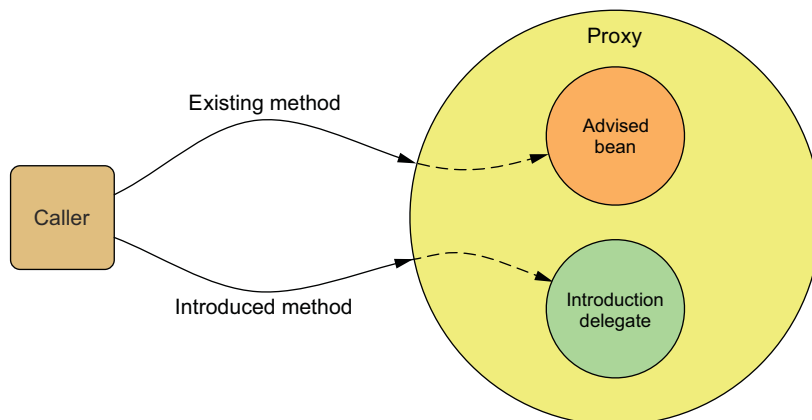 Proxy
Existing method
Advised
bean
Caller
Introduced method
Introduction
delegate